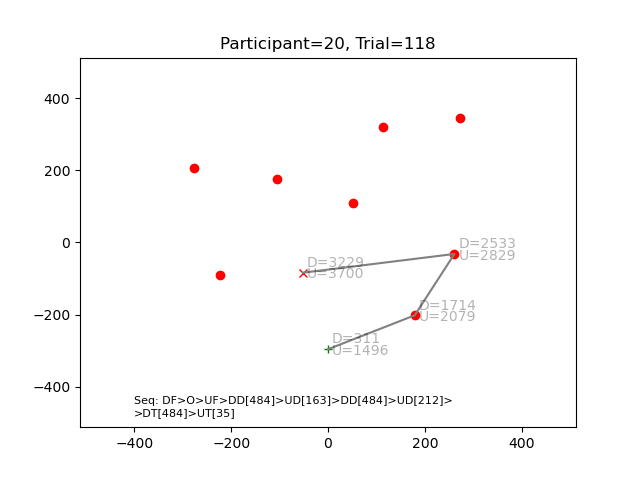 Participant=20, Trial=118
400
200
0
−200
−400
D=2533
U=2829
D=3229
U=3700
D=1714
U=2079
D=311
U=1496
Seq: DF>O>UF>DD[484]>UD[163]>DD[484]>UD[212]>
>DT[484]>UT[35]
−400
−200
0
200
400